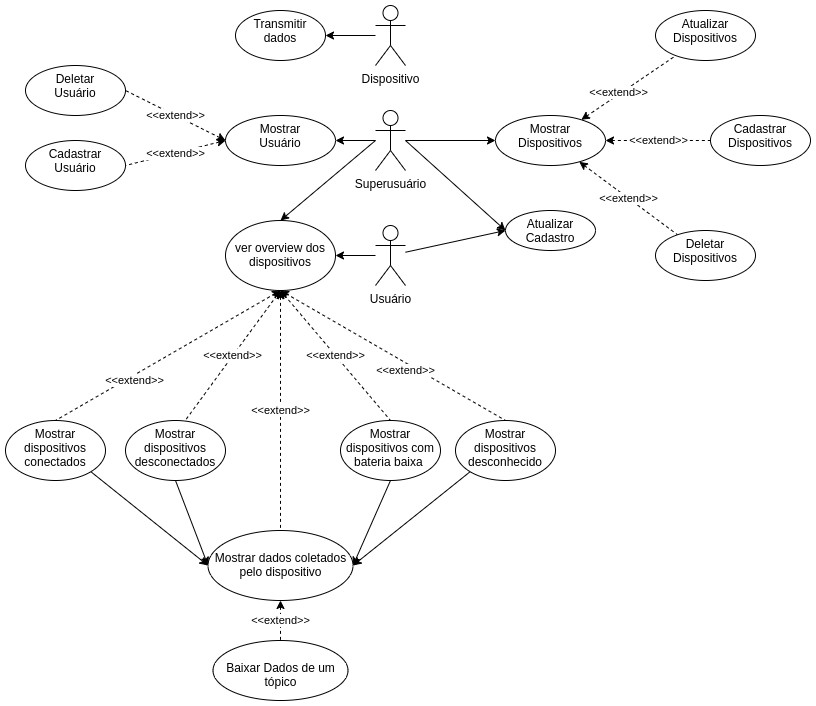 Transmitir
dados
Dispositivo
Atualizar
Dispositivos
Deletar
Usuário
<<extend>>
<<extend>>
Mostrar
Usuário
Superusuário
Mostrar
Dispositivos
<<extend>>
Cadastrar
Dispositivos
Cadastrar
Usuário
<<extend>>
<<extend>>
Atualizar
Cadastro
ver overview dos
dispositivos
Usuário
Deletar
Dispositivos
<<extend>>
<<extend>>
<<extend>>
<<extend>>
<<extend>>
Mostrar
dispositivos
conectados
Mostrar
dispositivos
desconectados
Mostrar
dispositivos com
bateria baixa
Mostrar
dispositivos
desconhecido
Mostrar dados coletados
pelo dispositivo
<<extend>>
Baixar Dados de um
tópico